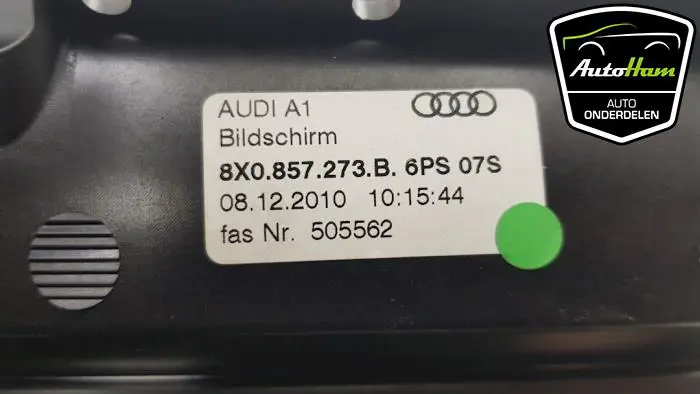 AutoHam
AUTO
ONDERDELEN
AUDI A1
Bildschirm
8X0.857.273.B. 6PS 07S
08.12.2010 10:15:44
fas Nr. 505562